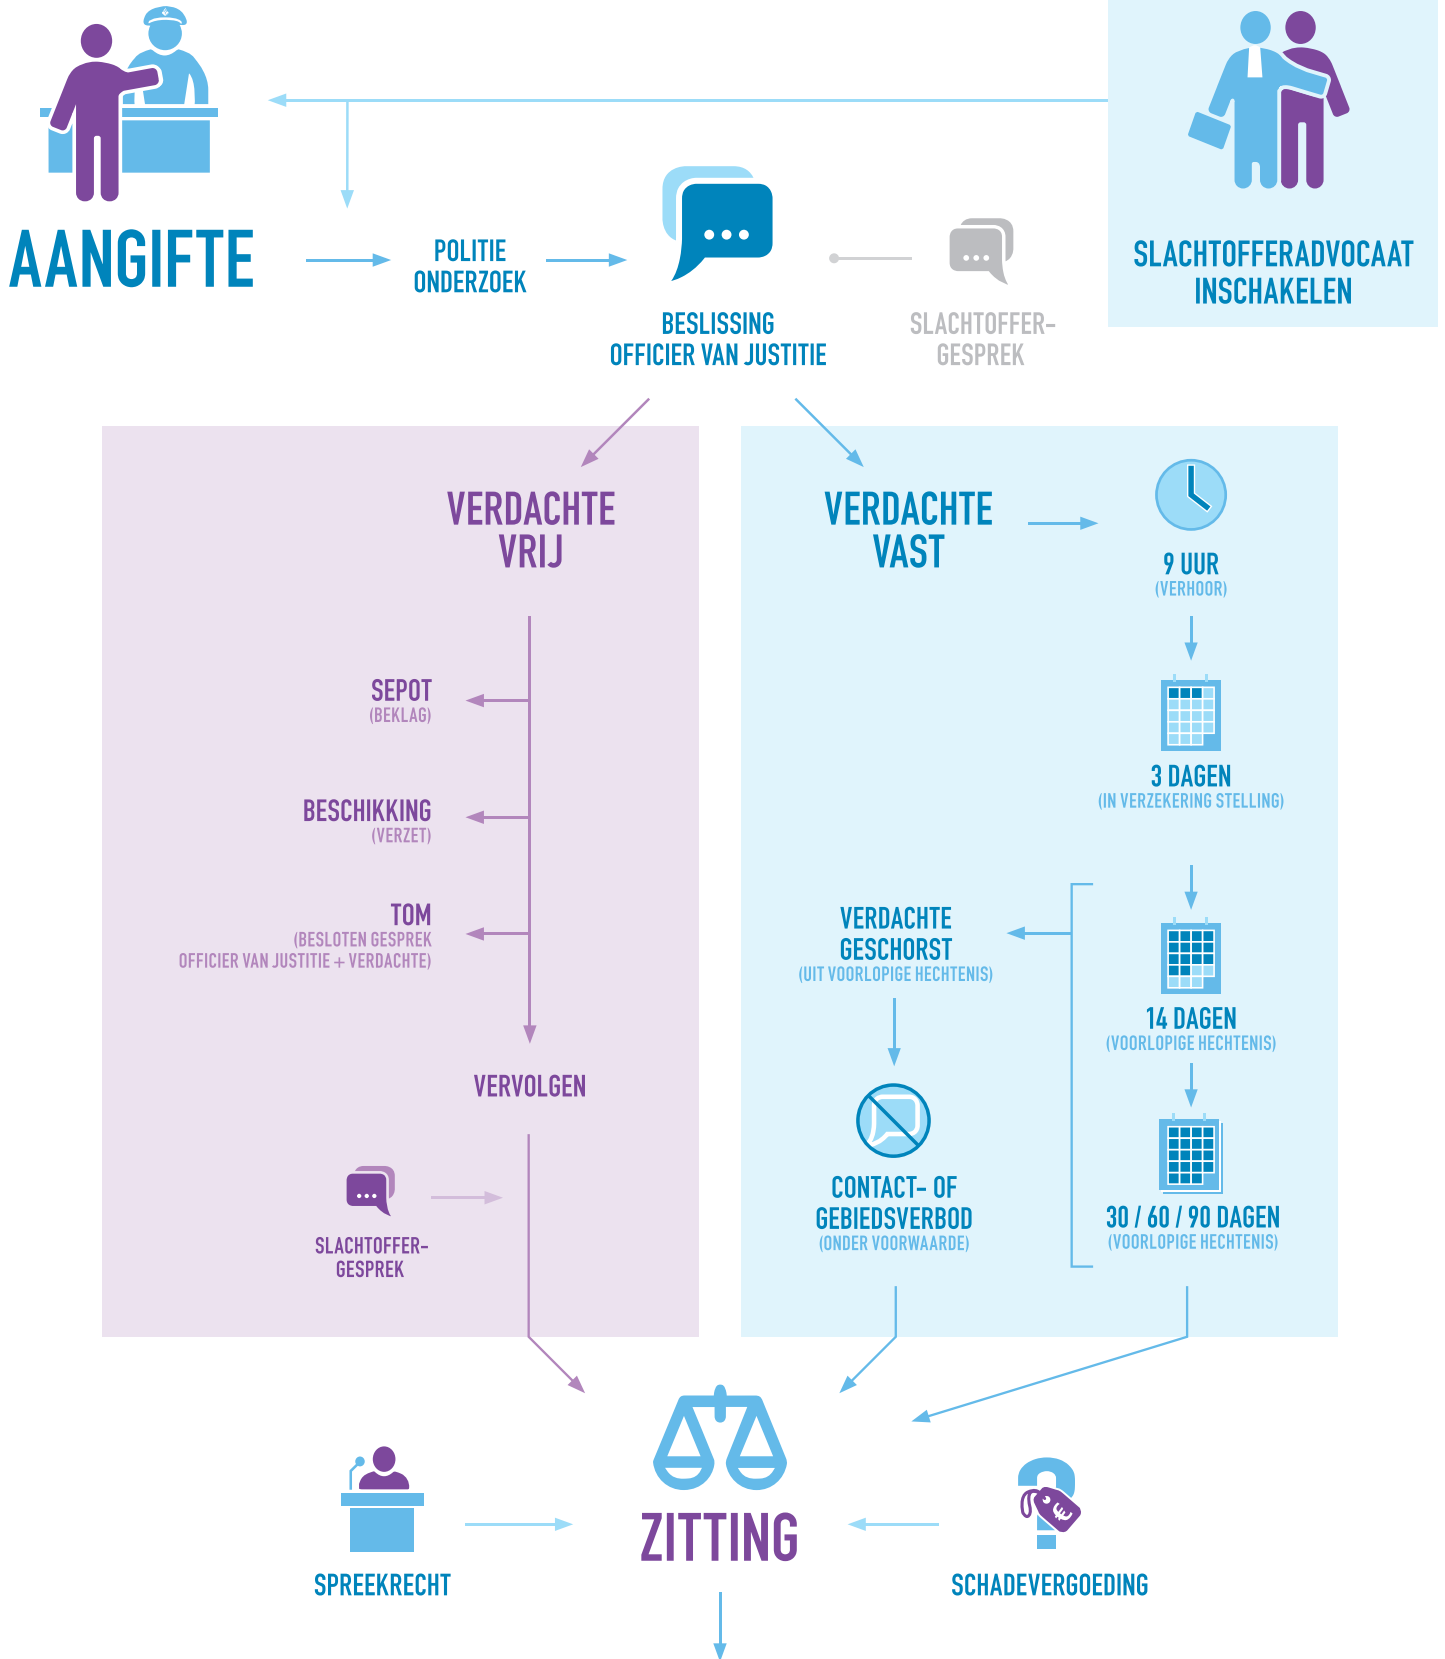 AANGIFTE
POLITIE
ONDERZOEK
BESLISSING
OFFICIER VAN JUSTITIE
SLACHTOFFER-
GESPREK
SLACHTOFFERADVOCAAT
INSCHAKELEN
VERDACHTE
VRIJ
SEPOT
(BEKLAG)
BESCHIKKING
(VERZET)
TOM
(BESLOTEN GESPREK
OFFICIER VAN JUSTITIE + VERDACHTE)
VERVOLGEN
SLACHTOFFER-
GESPREK
VERDACHTE
VAST
9 UUR
(VERHOOR)
3 DAGEN
(IN VERZEKERING STELLING)
VERDACHTE
GESCHORST
(UIT VOORLOPIGE HECHTENIS)
14 DAGEN
(VOORLOPIGE HECHTENIS)
CONTACT- OF
GEBIEDSVERBOD
(ONDER VOORWAARDE)
30 / 60 / 90 DAGEN
(VOORLOPIGE HECHTENIS)
ZITTING
SPREEKRECHT
€
SCHADEVERGOEDING